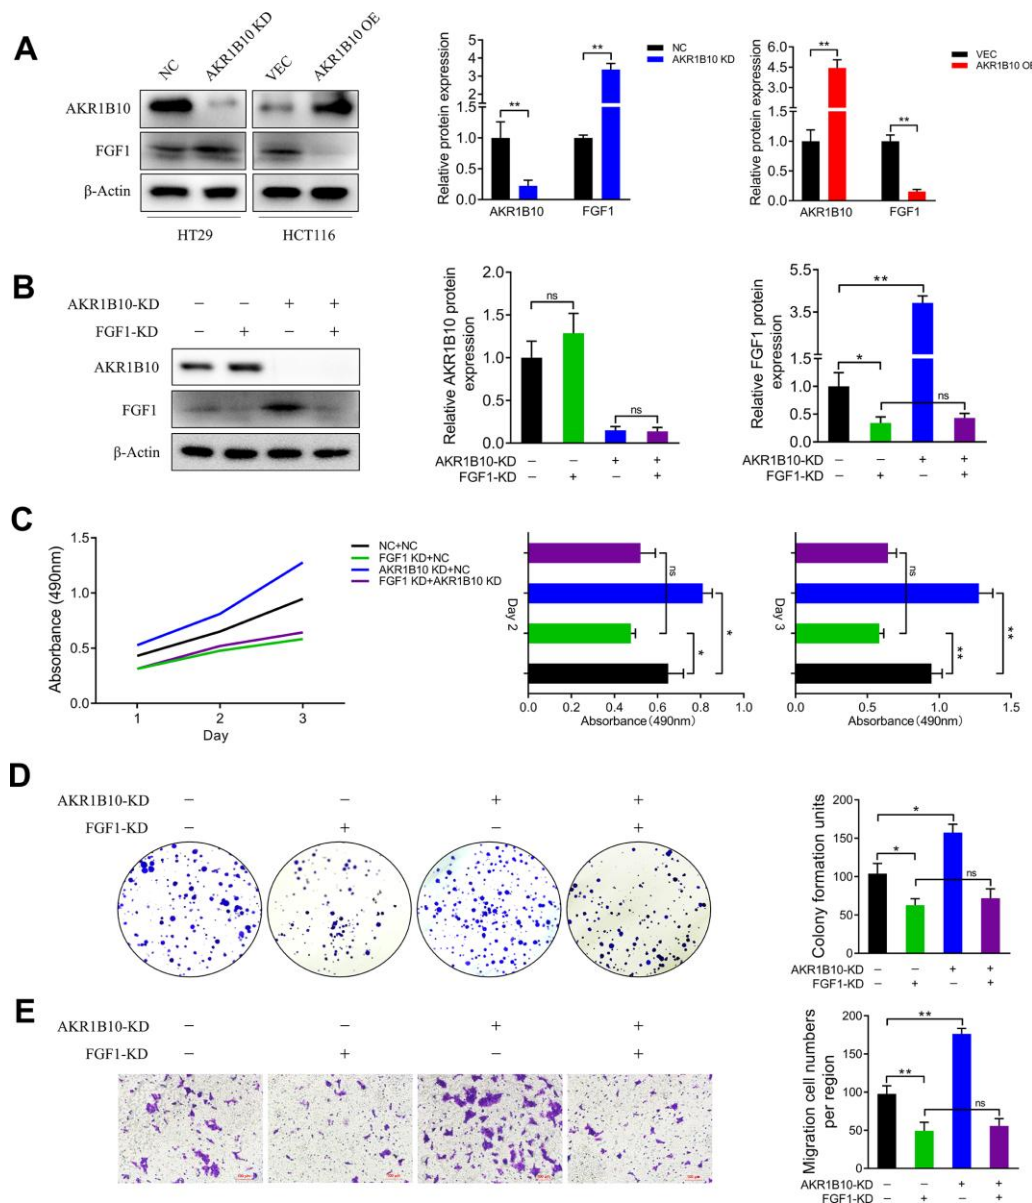 A
NC
AKR1B10 KD
VEC
AKR1B10 OE
AKR1B10
FGF1
β-Actin
HT29
HCT116
Relative protein expression
5
4
3
2
1.5
1.0
0.5
0.0
**
**
AKR1B10
FGF1
NC
AKR1B10 KD
Relative protein expression
6.0
4.5
3.0
1.5
1.0
0.5
0.0
**
**
AKR1B10
FGF1
VEC
AKR1B10 OE
B
AKR1B10-KD – – + +
FGF1-KD – + – +
AKR1B10
FGF1
β-Actin
Relative AKR1B10 protein
expression
2.0
1.5
1.0
0.5
0.0
ns
ns
AKR1B10-KD – – + +
FGF1-KD – + – +
Relative FGF1 protein
expression
5.5
3.5
1.5
1.0
0.5
0.0
**
*
ns
AKR1B10-KD – – + +
FGF1-KD – + – +
C
Absorbance (490nm)
1.5
1.0
0.5
0.0
1 2 3
Day
NC+NC
FGF1 KD+NC
AKR1B10 KD+NC
FGF1 KD+AKR1B10 KD
Day 2
ns
*
*
0.0 0.2 0.4 0.6 0.8 1.0
Absorbance(490nm)
Day 3
ns
**
**
0.0 0.5 1.0 1.5
Absorbance(490nm)
D
AKR1B10-KD – – + +
FGF1-KD – + – +
Colony formation units
200
150
100
50
0
*
*
ns
AKR1B10-KD – – + +
FGF1-KD – + – +
E
AKR1B10-KD – – + +
FGF1-KD – + – +
Migration cell numbers
per region
200
150
100
50
0
**
**
ns
AKR1B10-KD – – + +
FGF1-KD – + – +